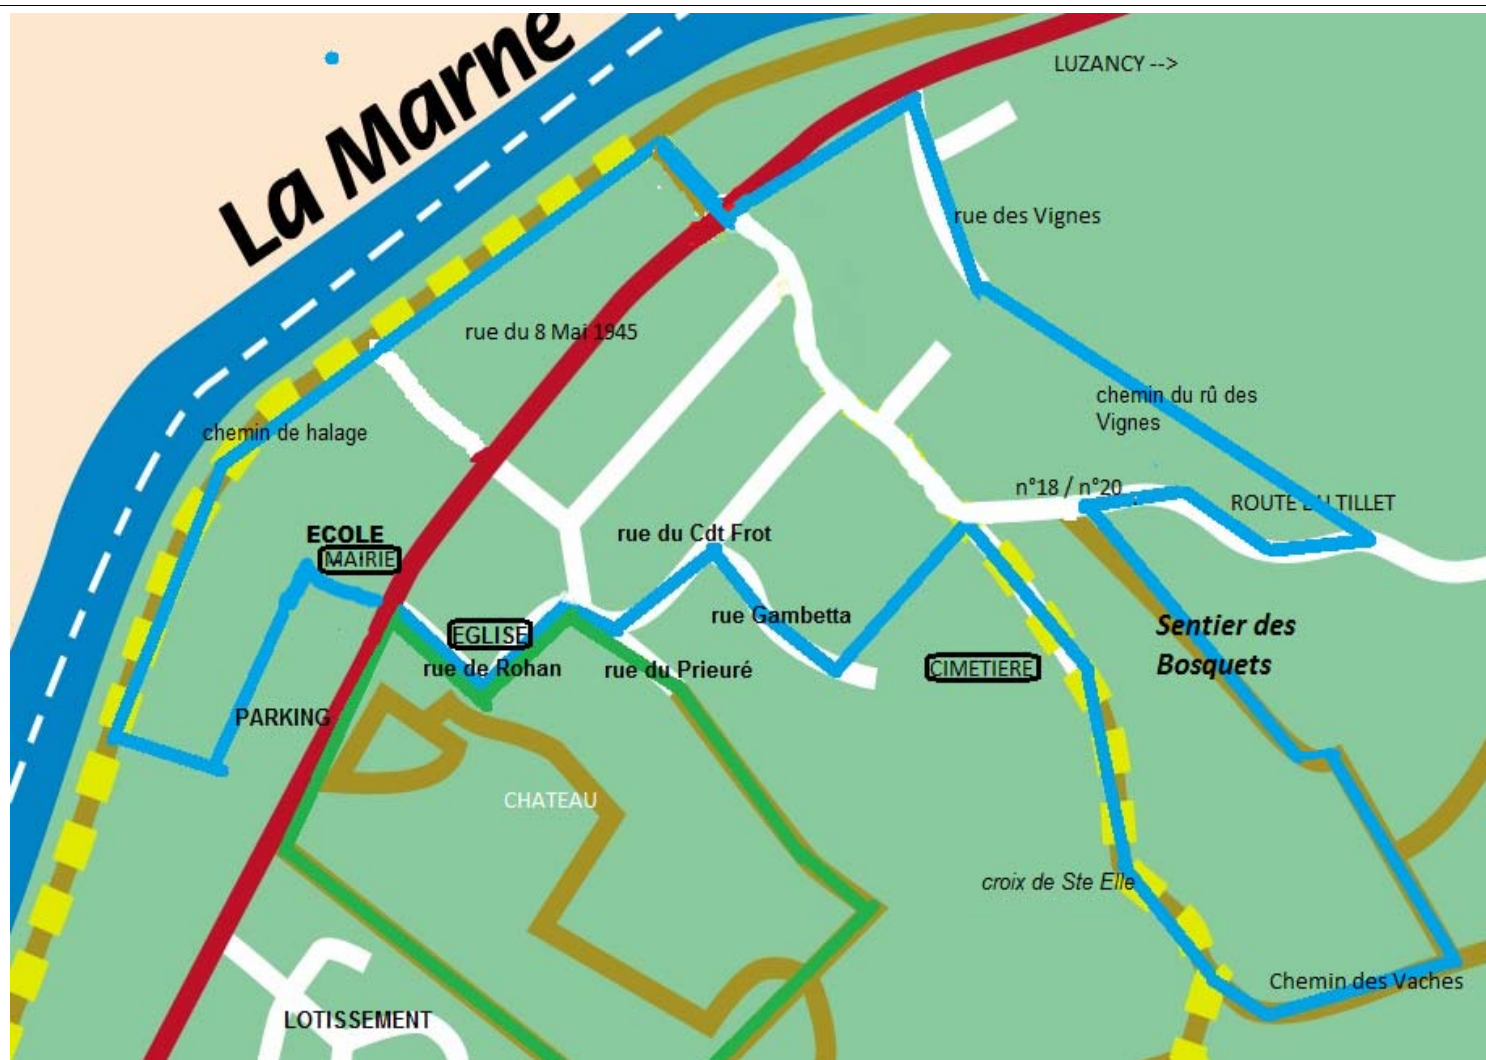 La Marne
LUZANCY -->
rue des Vignes
rue du 8 Mai 1945
chemin du rû des
Vignes
chemin de halage
n°18 / n°20
ROUTE DU TILLET
ECOLE
MAIRIE
rue du Cdt Frot
EGLISE
rue Gambetta
Sentier des
Bosquets
rue de Rohan
rue du Prieuré
CIMETIERE
PARKING
CHATEAU
croix de Ste Elle
Chemin des Vaches
LOTISSEMENT